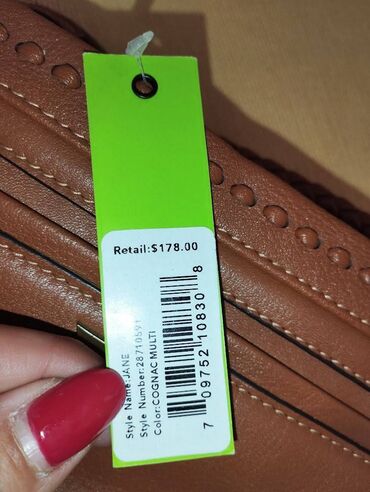 Retail:$178.00
Style Name:JANE
Style Number:28710591
Color:COGNAC MULTI
7 09752 10830 8